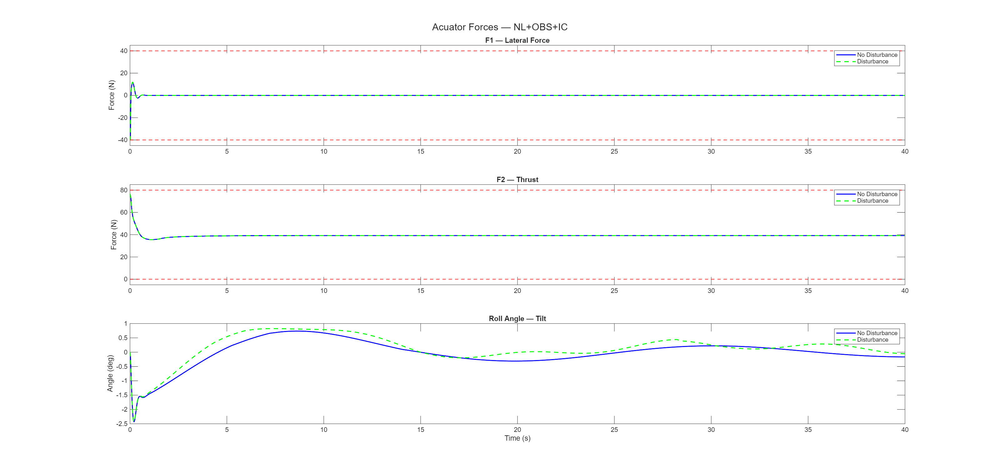 Acuator Forces — NL+OBS+IC
F1 — Lateral Force
Force (N)
40
20
0
-20
-40
No Disturbance
Disturbance
0 5 10 15 20 25 30 35 40
F2 — Thrust
Force (N)
80
60
40
20
0
No Disturbance
Disturbance
0 5 10 15 20 25 30 35 40
Roll Angle — Tilt
Angle (deg)
1
0.5
0
-0.5
-1
-1.5
-2
-2.5
No Disturbance
Disturbance
0 5 10 15 20 25 30 35 40
Time (s)